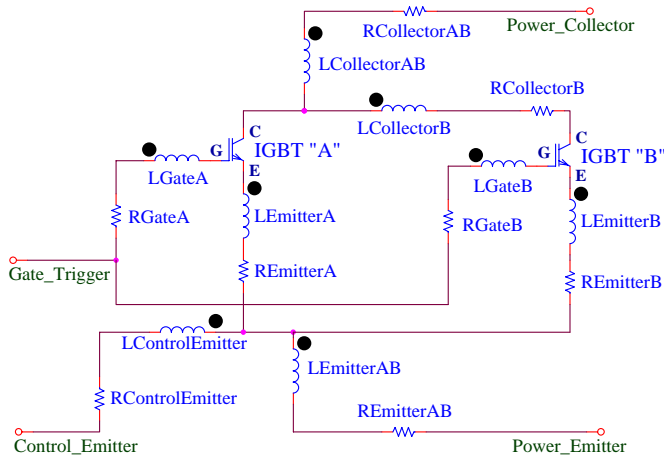 Power_Collector
RCollectorAB
LCollectorAB
RCollectorB
LCollectorB
C
G
IGBT "A"
E
LGateA
C
G
IGBT "B"
E
LGateB
RGateA
LEmitterA
RGateB
LEmitterB
Gate_Trigger
REmitterA
REmitterB
LControlEmitter
LEmitterAB
RControlEmitter
REmitterAB
Control_Emitter
Power_Emitter